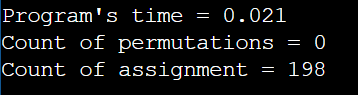 Program's time = 0.021
Count of permutations = 0
Count of assignment = 198